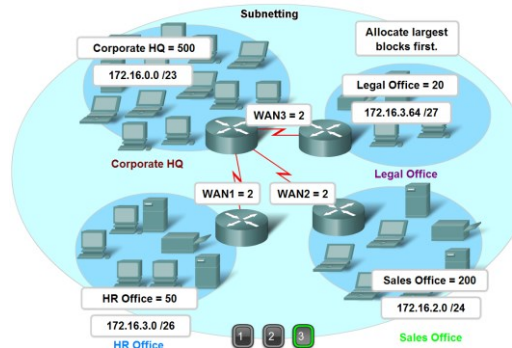 Subnetting
Corporate HQ = 500
172.16.0.0 /23
Allocate largest
blocks first.
Legal Office = 20
172.16.3.64 /27
WAN3 = 2
Corporate HQ
Legal Office
WAN1 = 2
WAN2 = 2
HR Office = 50
172.16.3.0 /26
HR Office
Sales Office = 200
172.16.2.0 /24
Sales Office
1
2
3